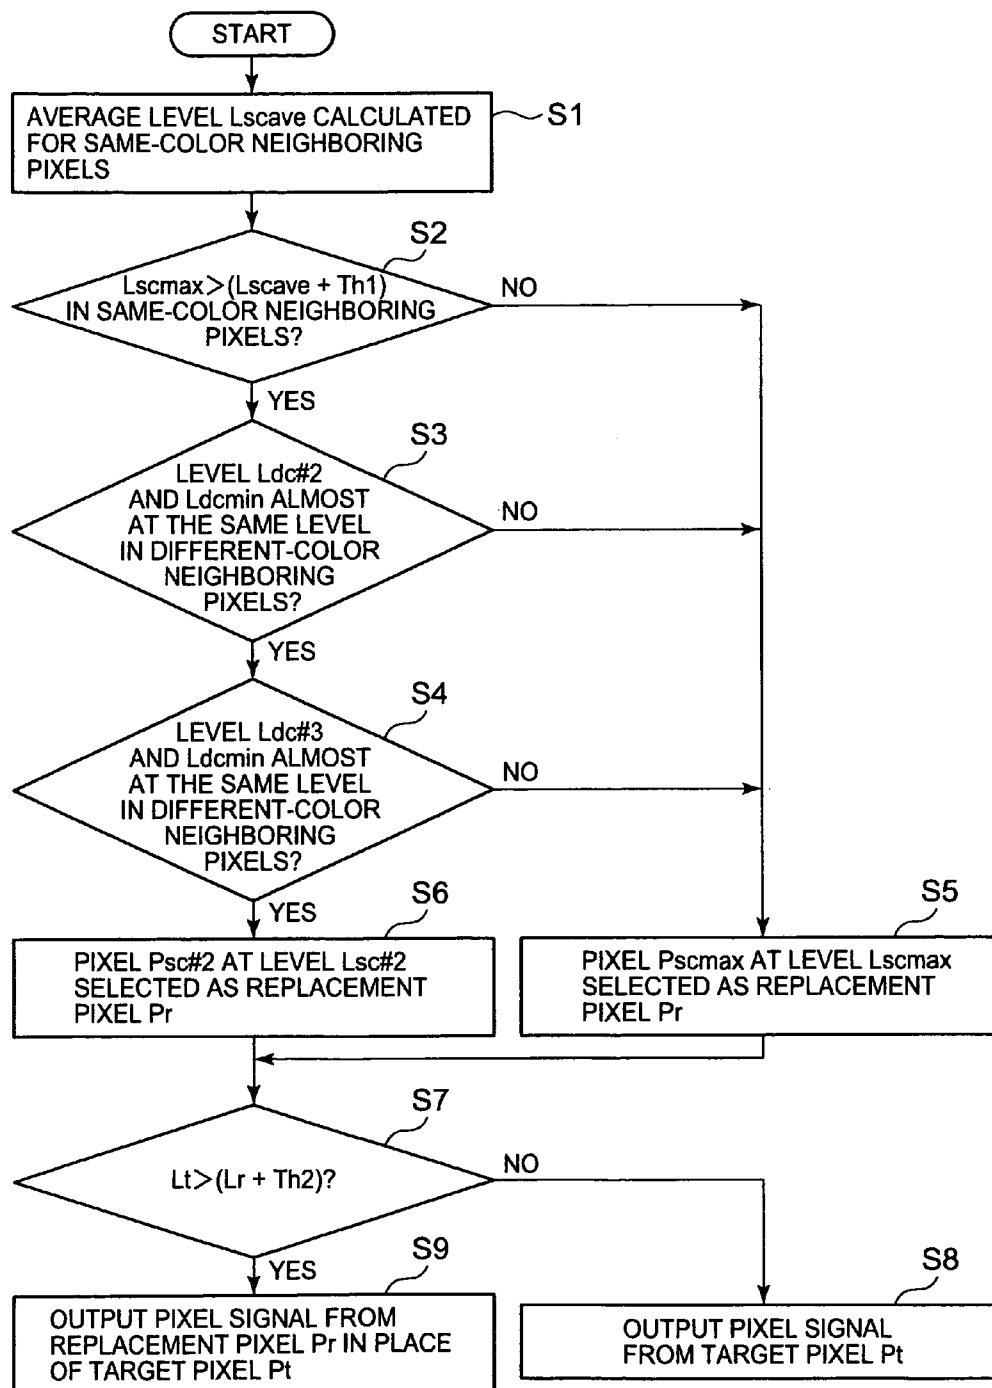 START
AVERAGE LEVEL Lscave CALCULATED
FOR SAME-COLOR NEIGHBORING
PIXELS
S1
S2
Lscmax>(Lscave + Th1)
IN SAME-COLOR NEIGHBORING
PIXELS?
NO
YES
S3
LEVEL Ldc#2
AND Ldcmin ALMOST
AT THE SAME LEVEL
IN DIFFERENT-COLOR
NEIGHBORING
PIXELS?
NO
YES
S4
LEVEL Ldc#3
AND Ldcmin ALMOST
AT THE SAME LEVEL
IN DIFFERENT-COLOR
NEIGHBORING
PIXELS?
NO
YES
S6
PIXEL Psc#2 AT LEVEL Lsc#2
SELECTED AS REPLACEMENT
PIXEL Pr
S5
PIXEL Pscmax AT LEVEL Lscmax
SELECTED AS REPLACEMENT
PIXEL Pr
S7
Lt>(Lr + Th2)?
NO
YES
S9
OUTPUT PIXEL SIGNAL FROM
REPLACEMENT PIXEL Pr IN PLACE
OF TARGET PIXEL Pt
S8
OUTPUT PIXEL SIGNAL
FROM TARGET PIXEL Pt